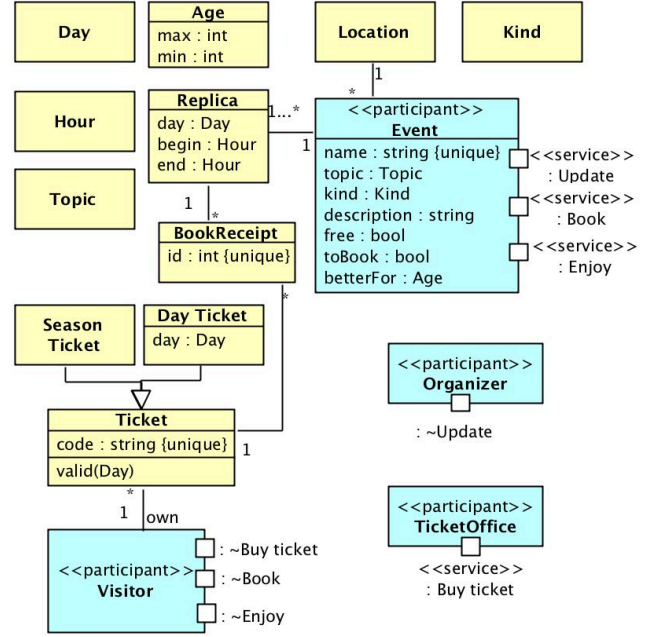 Day
Age
max : int
min : int
Location
Kind
1
*
Hour
Replica
day : Day
begin : Hour
end : Hour
1...*
1
<<participant>>
Event
name : string {unique}
topic : Topic
kind : Kind
description : string
free : bool
toBook : bool
betterFor : Age
<<service>>
: Update
<<service>>
: Book
<<service>>
: Enjoy
Topic
1
*
BookReceipt
id : int {unique}
*
Season
Ticket
Day Ticket
day : Day
<<participant>>
Organizer
: ~Update
Ticket
code : string {unique}
valid(Day)
1
*
1
own
<<participant>>
Visitor
: ~Buy ticket
: ~Book
: ~Enjoy
<<participant>>
TicketOffice
<<service>>
: Buy ticket